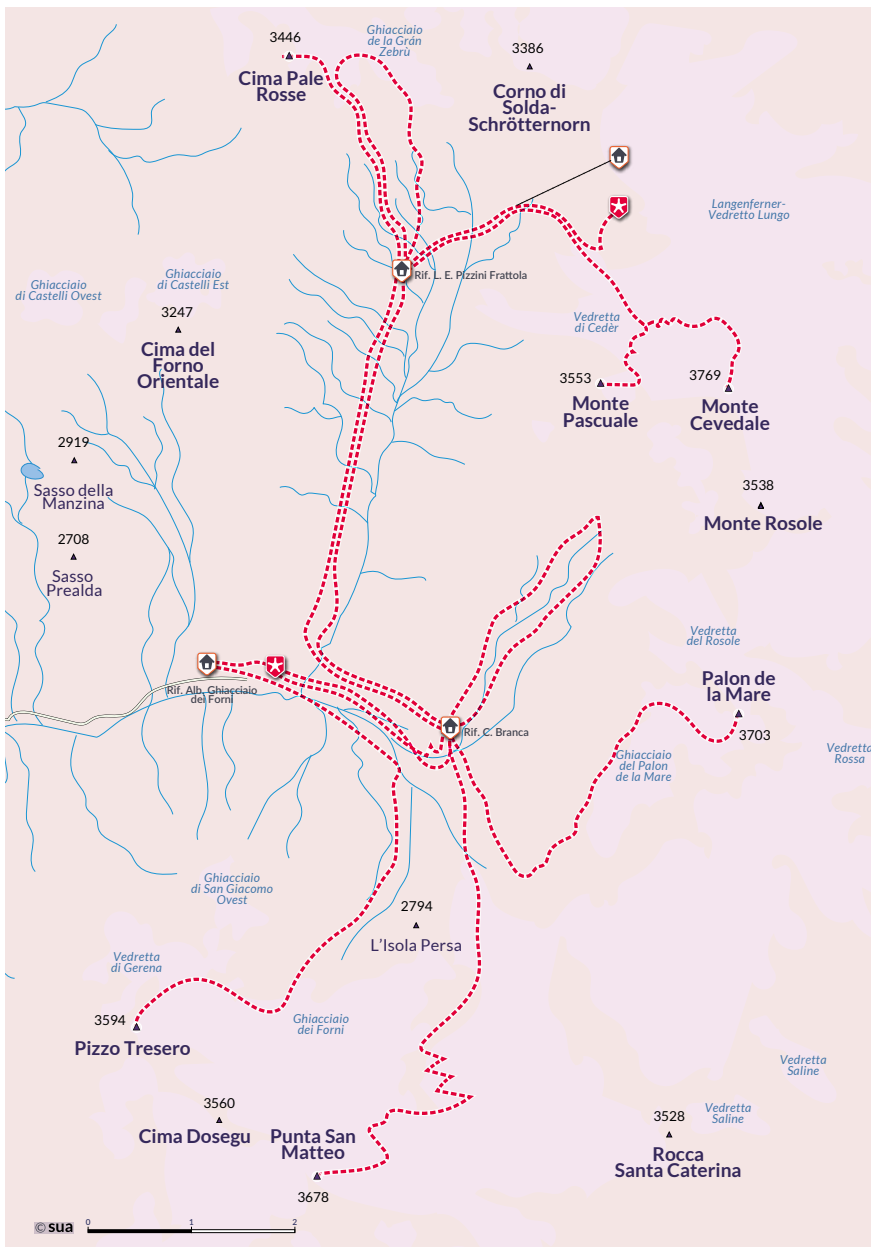 Ghiacciaio
de la Grán
Zebrù
3446
Cima Pale
Rosse
3386
Corno di
Solda-
Schrötternorn
Langenferner-
Vedretto Lungo
Rif. L. E. Pizzini Frattola
Ghiacciaio
di Castelli Ovest
Ghiacciaio
di Castelli Est
3247
Cima del
Forno
Orientale
Vedretta
di Cedèr
3553
Monte
Pascuale
3769
Monte
Cevedale
2919
Sasso della
Manzina
3538
Monte Rosole
2708
Sasso
Prealda
Vedretta
del Rosole
Rif. Alb. Ghiacciaio
dei Forni
Palon de
la Mare
3703
Rif. C. Branca
Vedretta
Rossa
Ghiacciaio
del Palon
de la Mare
Ghiacciaio
di San Giacomo
Ovest
2794
L'Isola Persa
Vedretta
di Gerena
3594
Pizzo Tresero
Ghiacciaio
dei Forni
Vedretta
Saline
3560
Cima Dosegu
Punta San
Matteo
3678
3528
Vedretta
Saline
Rocca
Santa Caterina
© sua
0 1 2